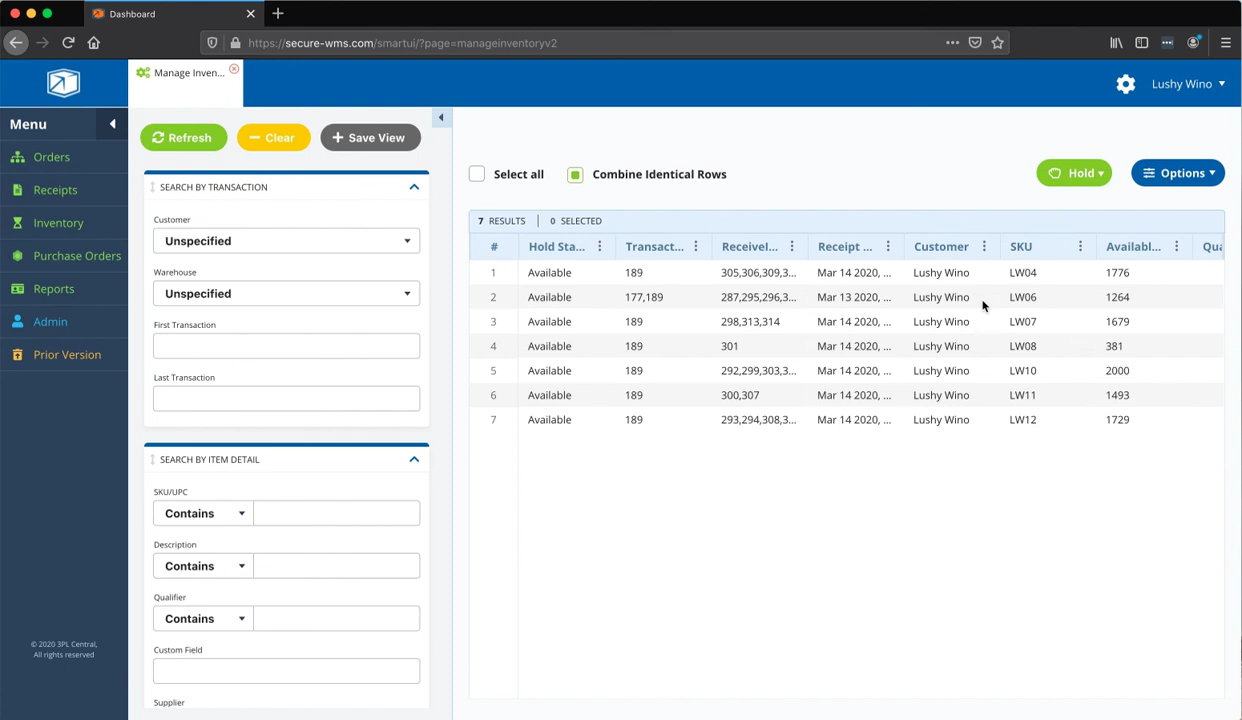 Dashboard
https://secure-wms.com/smartui/?page=manageinventoryv2
Manage Inven...
Lushy Wino
Menu
Orders
Receipts
Inventory
Purchase Orders
Reports
Admin
Prior Version
© 2020 3PL Central,
All rights reserved
Refresh
Clear
Save View
SEARCH BY TRANSACTION
Customer
Unspecified
Warehouse
Unspecified
First Transaction
Last Transaction
SEARCH BY ITEM DETAIL
SKU/UPC
Contains
Description
Contains
Qualifier
Contains
Custom Field
Supplier
Select all
Combine Identical Rows
Hold
Options
7 RESULTS
0 SELECTED
# Hold Sta... Transact... Receivel... Receipt ... Customer SKU Availabl... Qua
1 Available 189 305,306,309,3... Mar 14 2020, ... Lushy Wino LW04 1776
2 Available 177,189 287,295,296,3... Mar 13 2020, ... Lushy Wino LW06 1264
3 Available 189 298,313,314 Mar 14 2020, ... Lushy Wino LW07 1679
4 Available 189 301 Mar 14 2020, ... Lushy Wino LW08 381
5 Available 189 292,299,303,3... Mar 14 2020, ... Lushy Wino LW10 2000
6 Available 189 300,307 Mar 14 2020, ... Lushy Wino LW11 1493
7 Available 189 293,294,308,3... Mar 14 2020, ... Lushy Wino LW12 1729